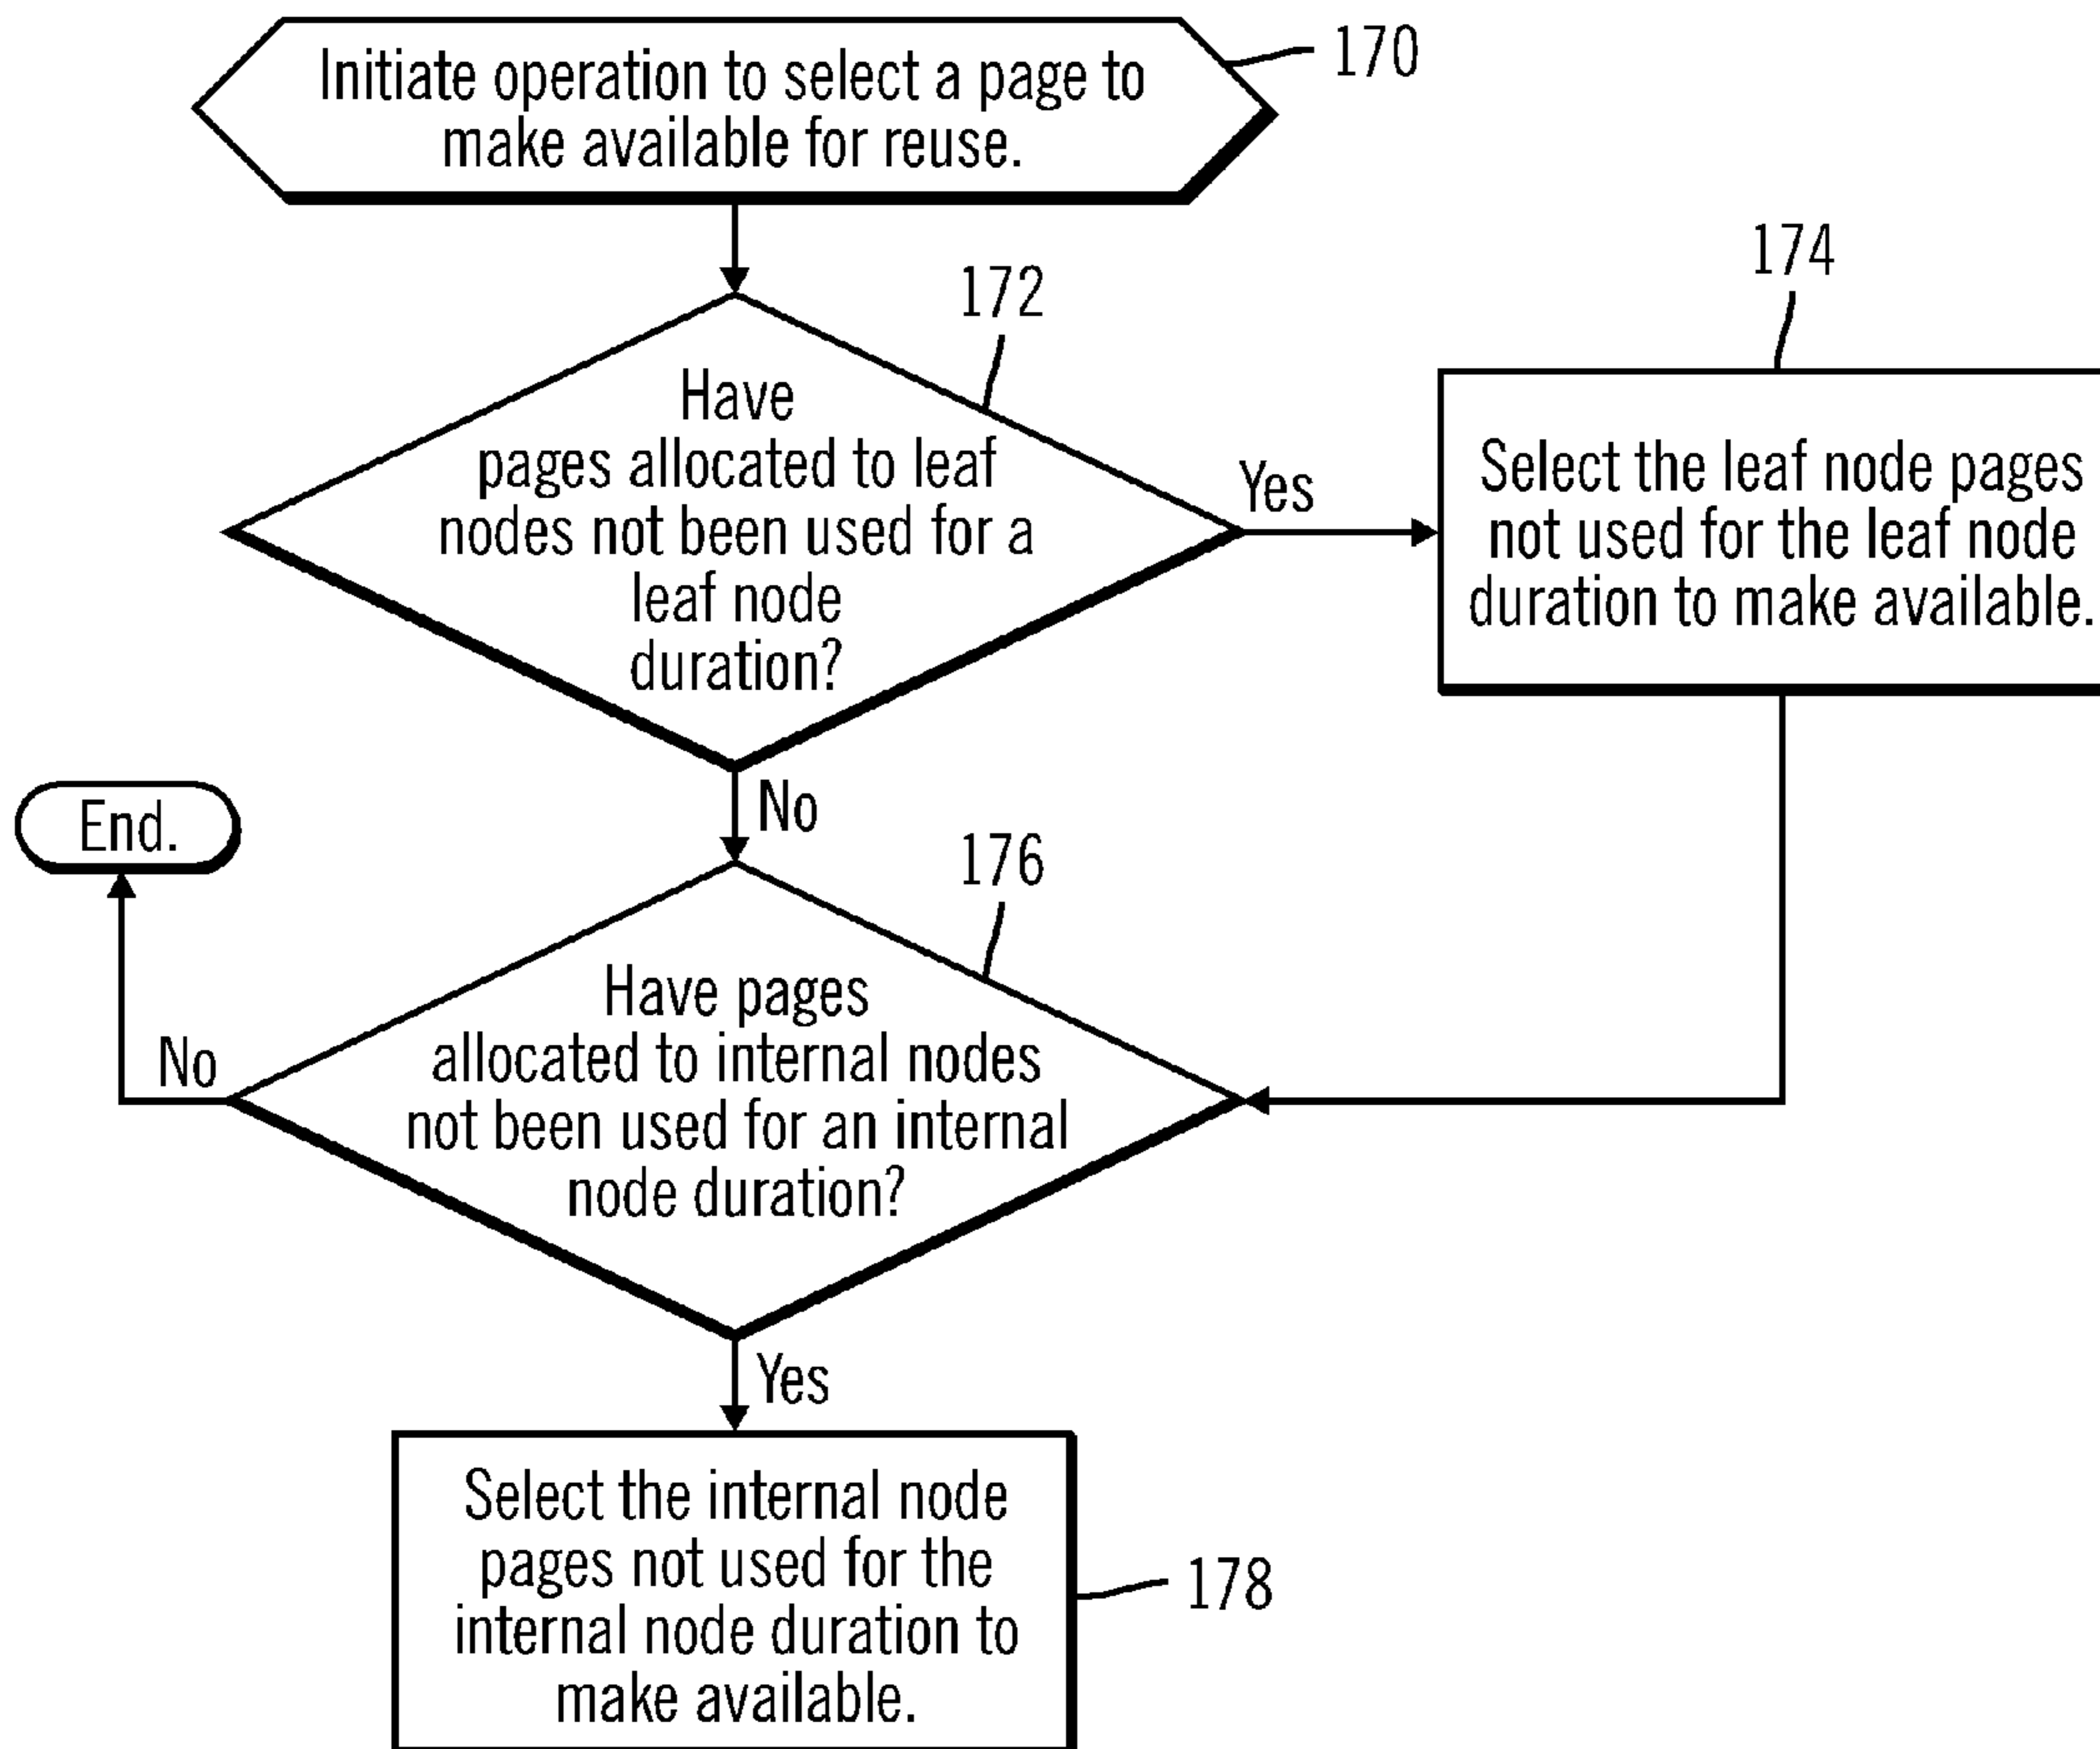 Initiate operation to select a page to
make available for reuse.
170
172
Have
pages allocated to leaf
nodes not been used for a
leaf node
duration?
Yes
174
Select the leaf node pages
not used for the leaf node
duration to make available.
No
End.
176
Have pages
allocated to internal nodes
not been used for an internal
node duration?
No
Yes
Select the internal node
pages not used for the
internal node duration to
make available.
178